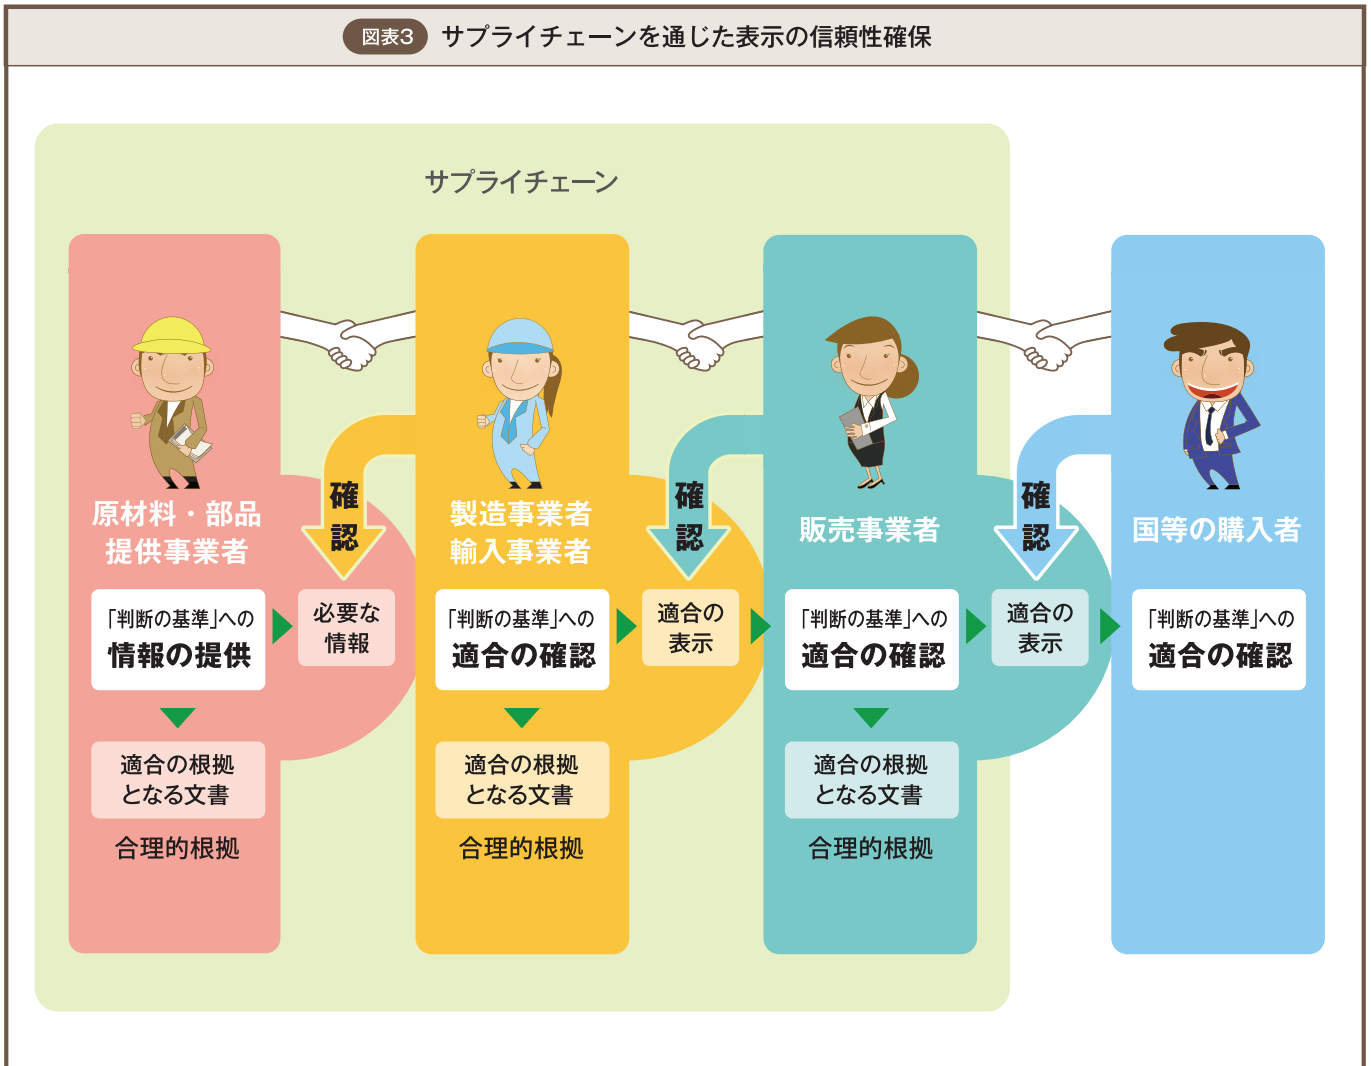 図表3 サプライチェーンを通じた表示の信頼性確保
サプライチェーン
原材料・部品
提供事業者
「判断の基準」への
情報の提供
適合の根拠
となる文書
合理的根拠
確
認
必要な
情報
製造事業者
輸入事業者
「判断の基準」への
適合の確認
適合の根拠
となる文書
合理的根拠
確
認
適合の
表示
販売事業者
「判断の基準」への
適合の確認
適合の根拠
となる文書
合理的根拠
確
認
適合の
表示
国等の購入者
「判断の基準」への
適合の確認